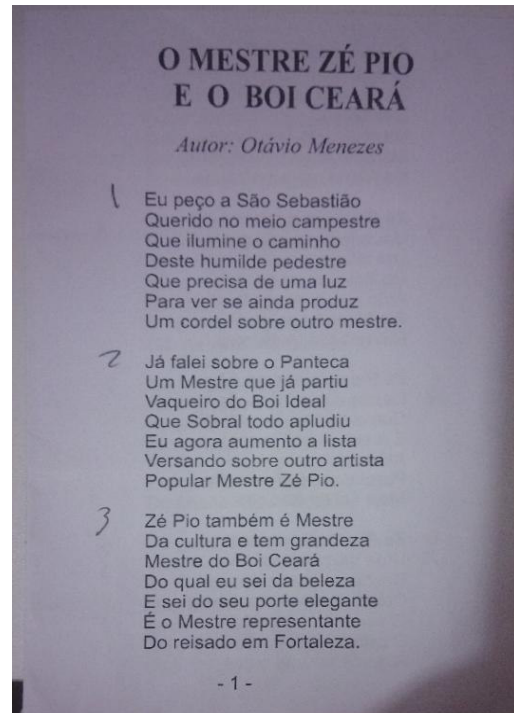 O MESTRE ZÉ PIO
E O BOI CEARÁ
Autor: Otávio Menezes
1 Eu peço a São Sebastião
Querido no meio campestre
Que ilumine o caminho
Deste humilde pedestre
Que precisa de uma luz
Para ver se ainda produz
Um cordel sobre outro mestre.
2 Já falei sobre o Panteca
Um Mestre que já partiu
Vaqueiro do Boi Ideal
Que Sobral todo apludiu
Eu agora aumento a lista
Versando sobre outro artista
Popular Mestre Zé Pio.
3 Zé Pio também é Mestre
Da cultura e tem grandeza
Mestre do Boi Ceará
Do qual eu sei da beleza
E sei do seu porte elegante
É o Mestre representante
Do reisado em Fortaleza.
- 1 -